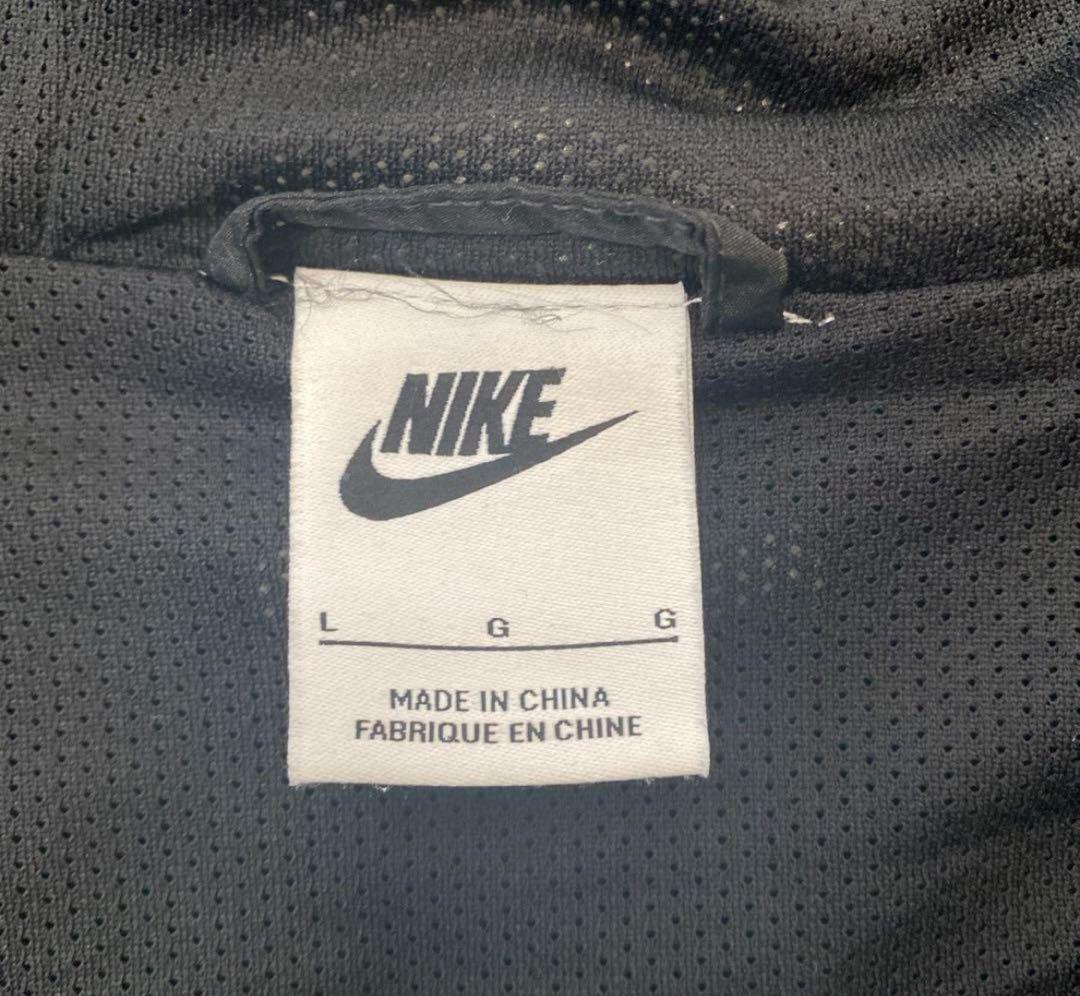 NIKE
L G G
MADE IN CHINA
FABRIQUE EN CHINE